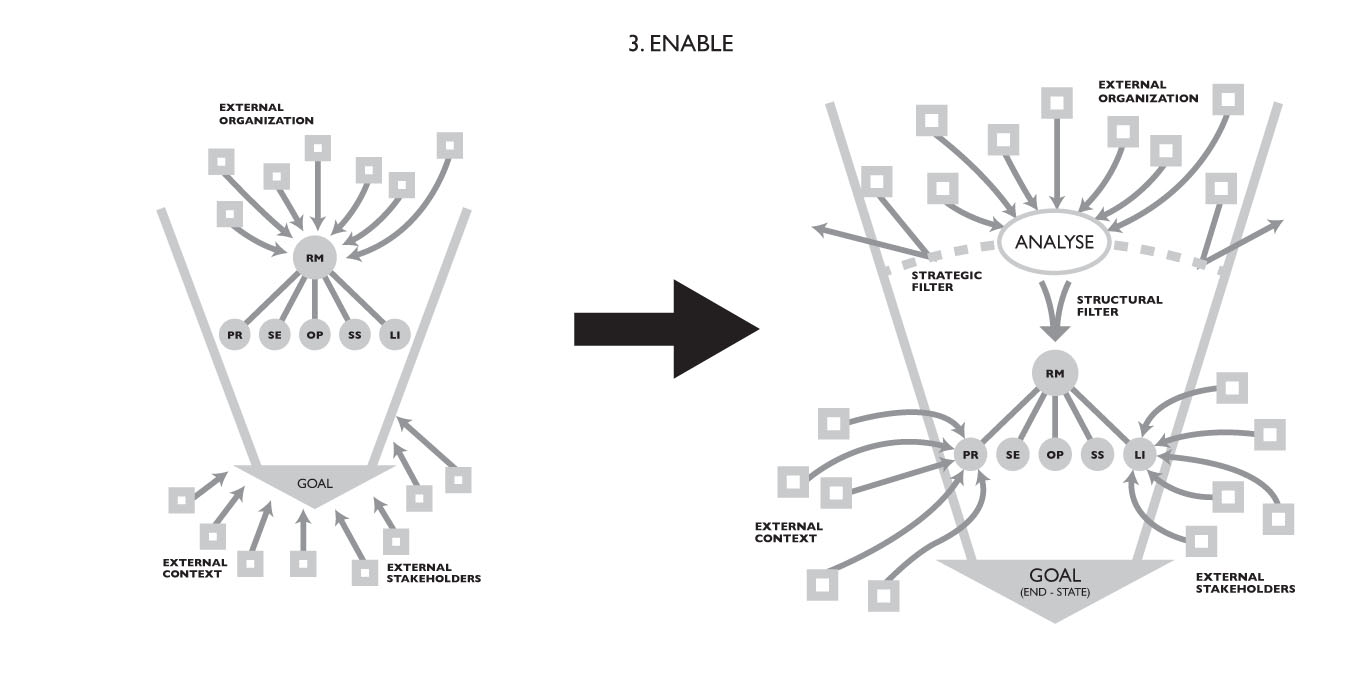 3. ENABLE
EXTERNAL
ORGANIZATION
RM
PR SE OP SS LI
GOAL
EXTERNAL
CONTEXT
EXTERNAL
STAKEHOLDERS
EXTERNAL
ORGANIZATION
ANALYSE
STRATEGIC
FILTER
STRUCTURAL
FILTER
RM
PR SE OP SS LI
EXTERNAL
CONTEXT
GOAL
(END - STATE)
EXTERNAL
STAKEHOLDERS